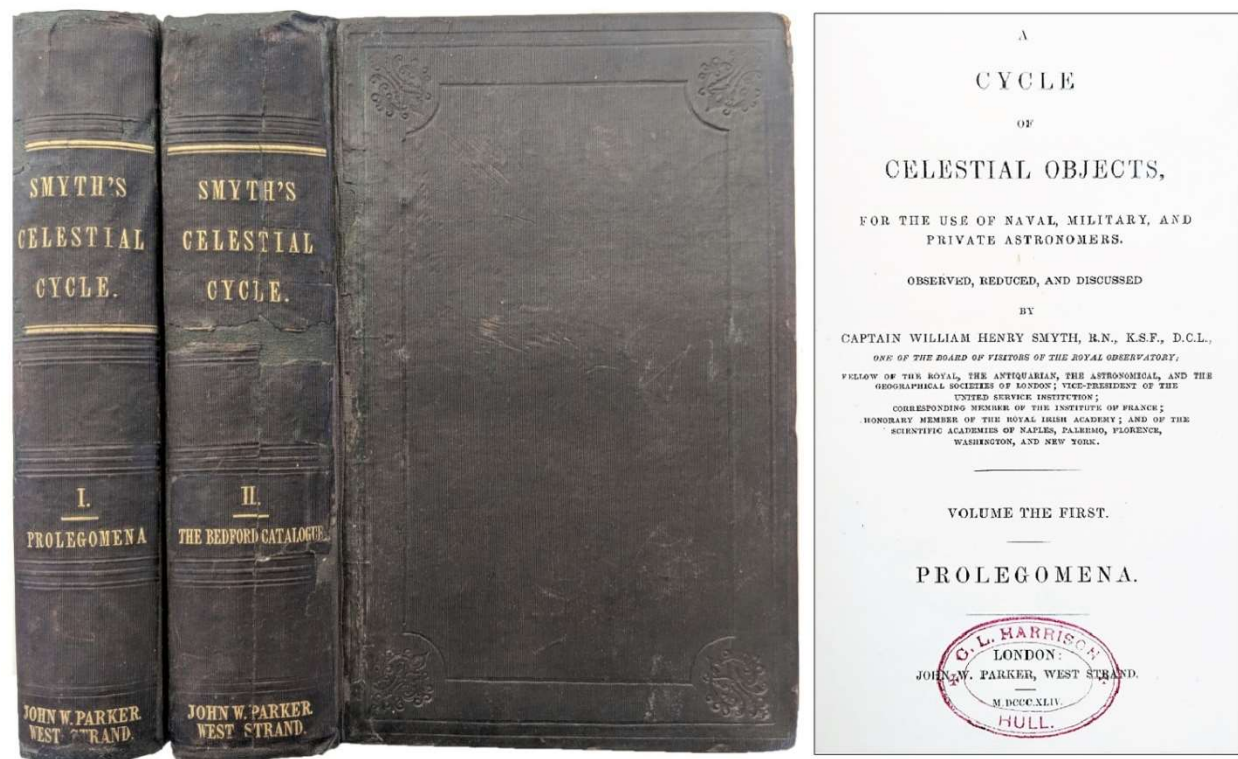 SMYTH'S
CELESTIAL
CYCLE.
I.
PROLEGOMENA
JOHN W. PARKER
WEST STRAND.
SMYTH'S
CELESTIAL
CYCLE.
II.
THE BEDFORD CATALOGUE
JOHN W. PARKER
WEST STRAND.
A
CYCLE
OF
CELESTIAL OBJECTS,
FOR THE USE OF NAVAL, MILITARY, AND
PRIVATE ASTRONOMERS.
OBSERVED, REDUCED, AND DISCUSSED
BY
CAPTAIN WILLIAM HENRY SMYTH, R.N., K.S.F., D.C.L.,
ONE OF THE BOARD OF VISITORS OF THE ROYAL OBSERVATORY;
FELLOW OF THE ROYAL, THE ANTIQUARIAN, THE ASTRONOMICAL, AND THE
GEOGRAPHICAL SOCIETIES OF LONDON; VICE-PRESIDENT OF THE
UNITED SERVICE INSTITUTION;
CORRESPONDING MEMBER OF THE INSTITUTE OF FRANCE;
HONORARY MEMBER OF THE ROYAL IRISH ACADEMY; AND OF THE
SCIENTIFIC ACADEMIES OF NAPLES, PALERMO, FLORENCE,
WASHINGTON, AND NEW YORK.
VOLUME THE FIRST.
PROLEGOMENA.
G. L. HARRISON
LONDON:
JOHN W. PARKER, WEST STRAND.
M.DCCC.XLIV.
HULL.